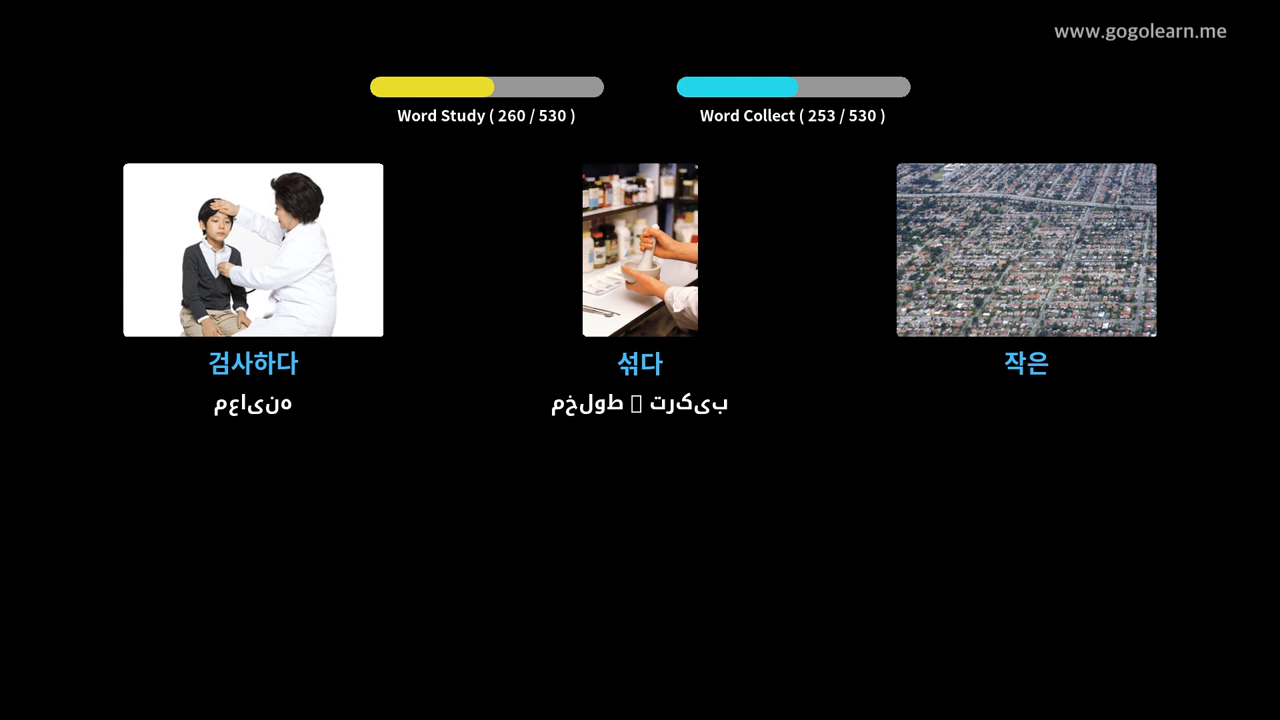 www.gogolearn.me
Word Study ( 260 / 530 )
Word Collect ( 253 / 530 )
검사하다
섞다
작은
معاینه
مخلوط ترکیب